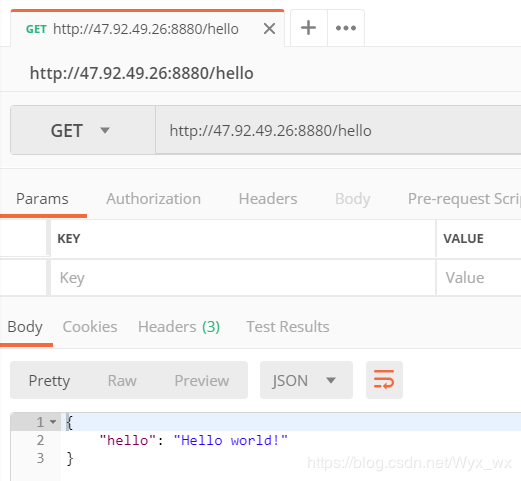 GET http://47.92.49.26:8880/hello
http://47.92.49.26:8880/hello
GET http://47.92.49.26:8880/hello
Params Authorization Headers Body Pre-request Scri
KEY VALUE
Key Value
Body Cookies Headers (3) Test Results
Pretty Raw Preview JSON
1 {
2 "hello": "Hello world!"
3 }
https://blog.csdn.net/Wyx_wx